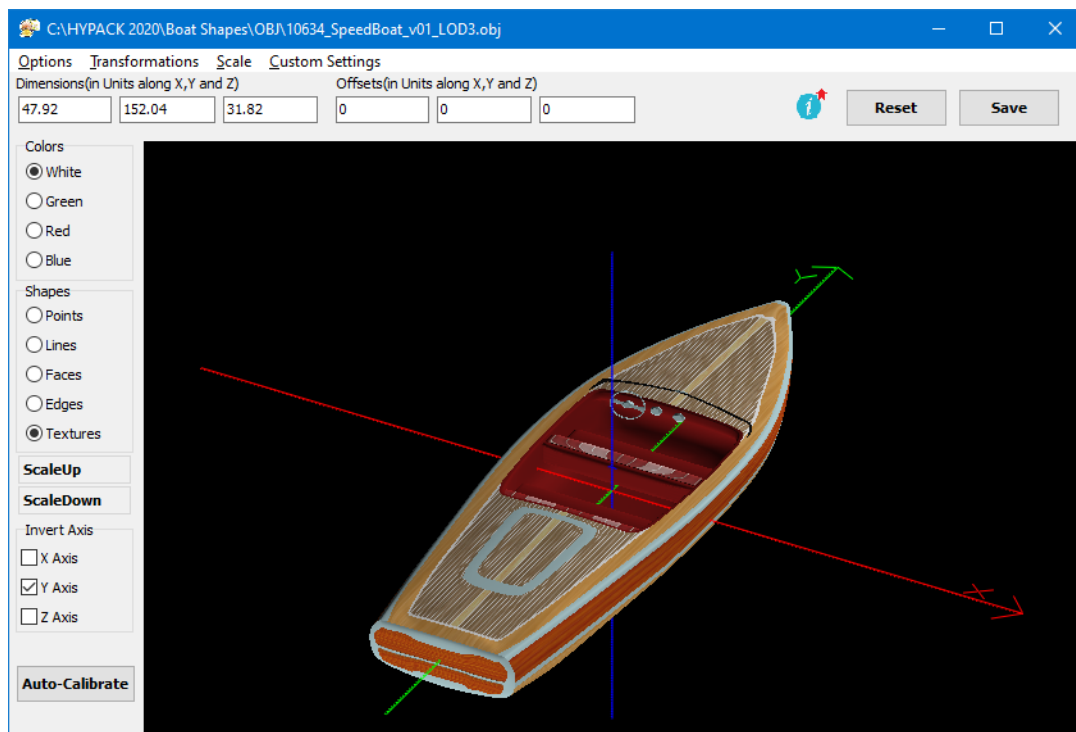 C:\HYPACK 2020\Boat Shapes\OBJ\10634_SpeedBoat_v01_LOD3.obj
Options Transformations Scale Custom Settings
Dimensions(in Units along X,Y and Z) Offsets(in Units along X,Y and Z)
47.92 152.04 31.82 0 0 0 i Reset Save
Colors
White
Green
Red
Blue
Shapes
Points
Lines
Faces
Edges
Textures
ScaleUp
ScaleDown
Invert Axis
X Axis
Y Axis
Z Axis
Auto-Calibrate
Y
X